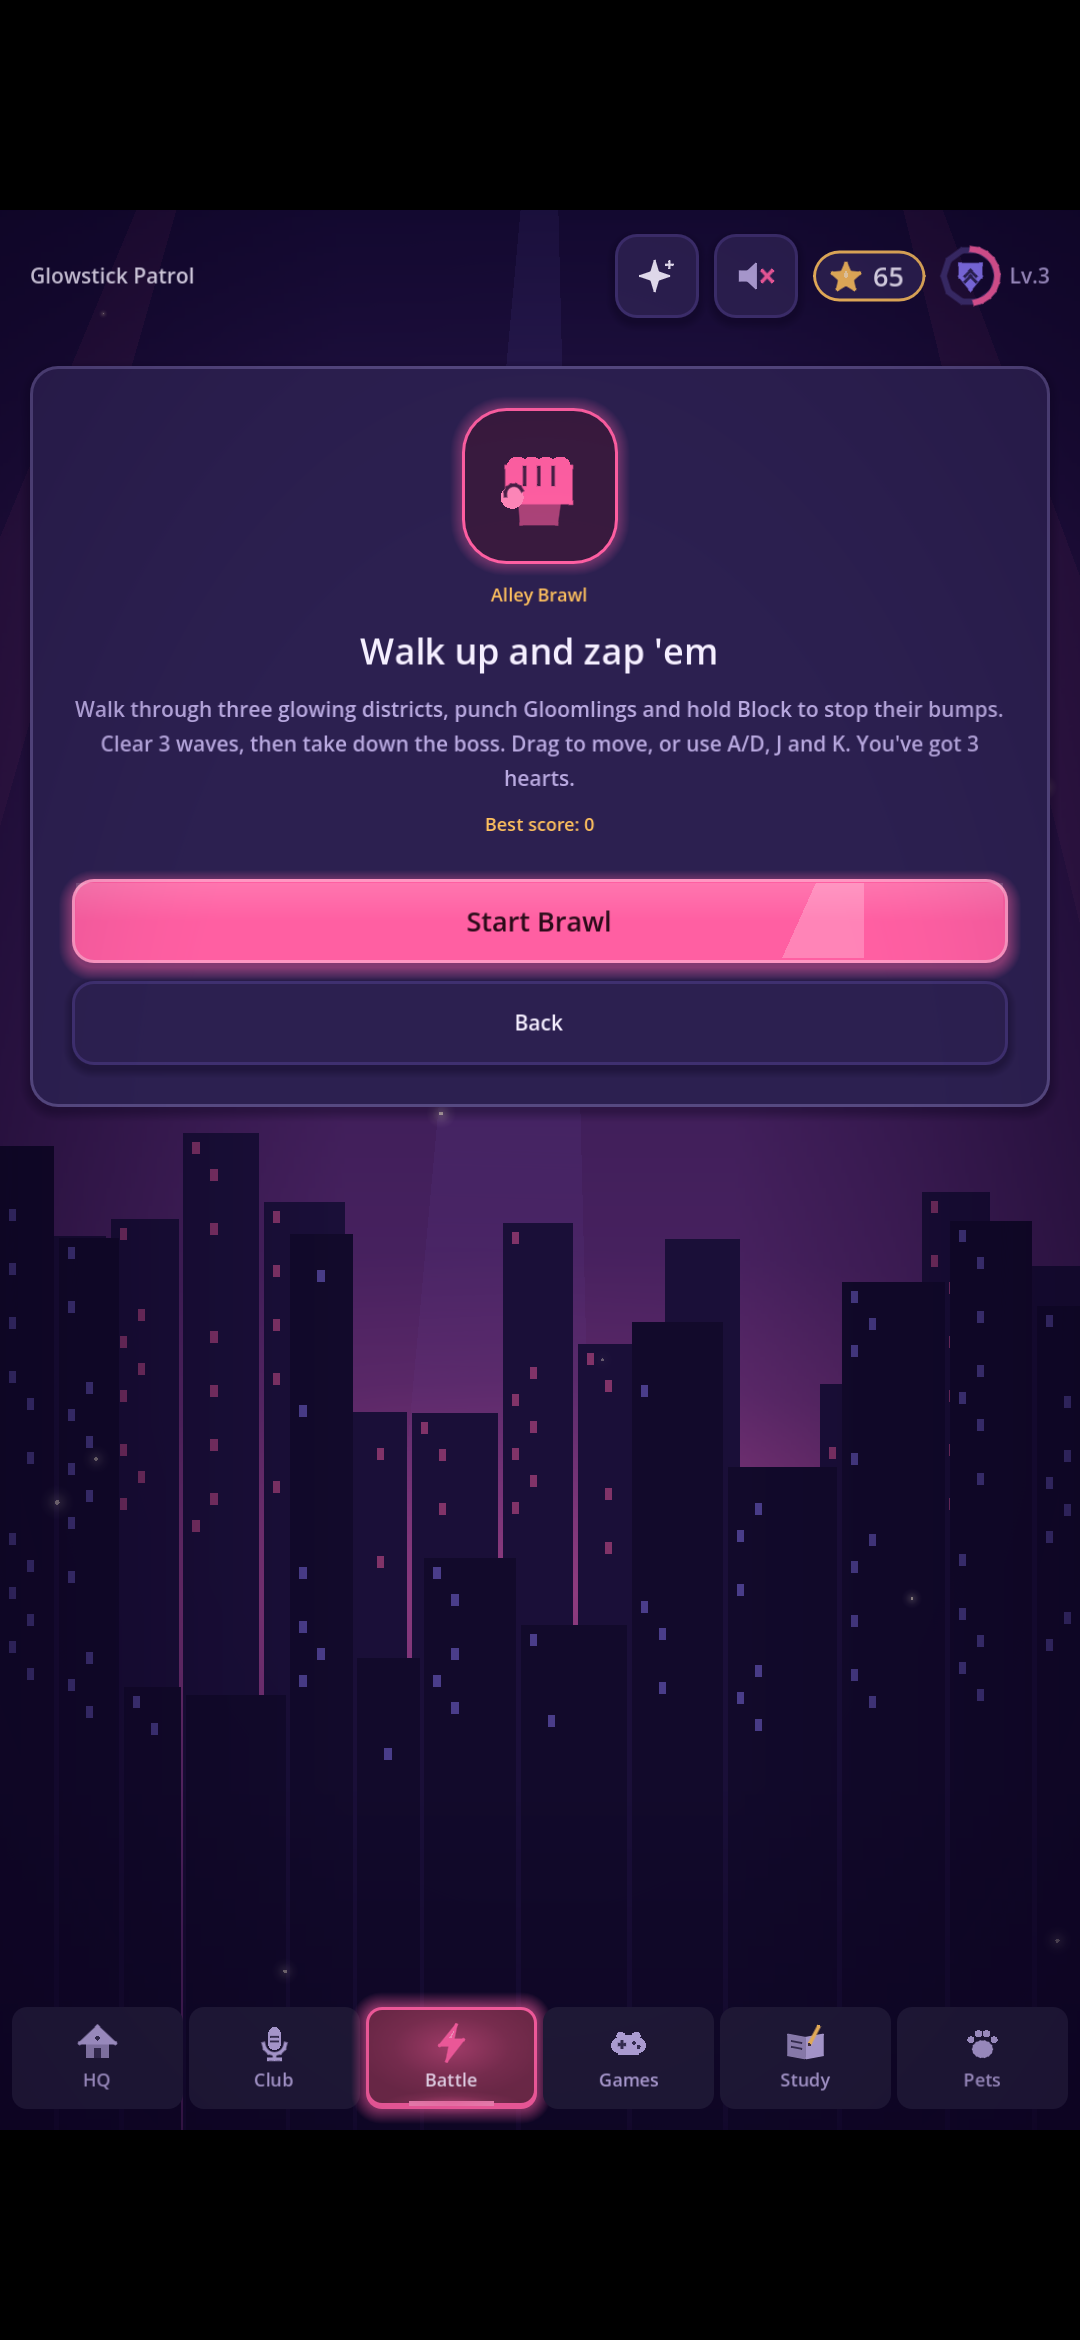 Glowstick Patrol
65
Lv.3
Alley Brawl
Walk up and zap 'em
Walk through three glowing districts, punch Gloomlings and hold Block to stop their bumps.
Clear 3 waves, then take down the boss. Drag to move, or use A/D, J and K. You've got 3
hearts.
Best score: 0
Start Brawl
Back
HQ
Club
Battle
Games
Study
Pets